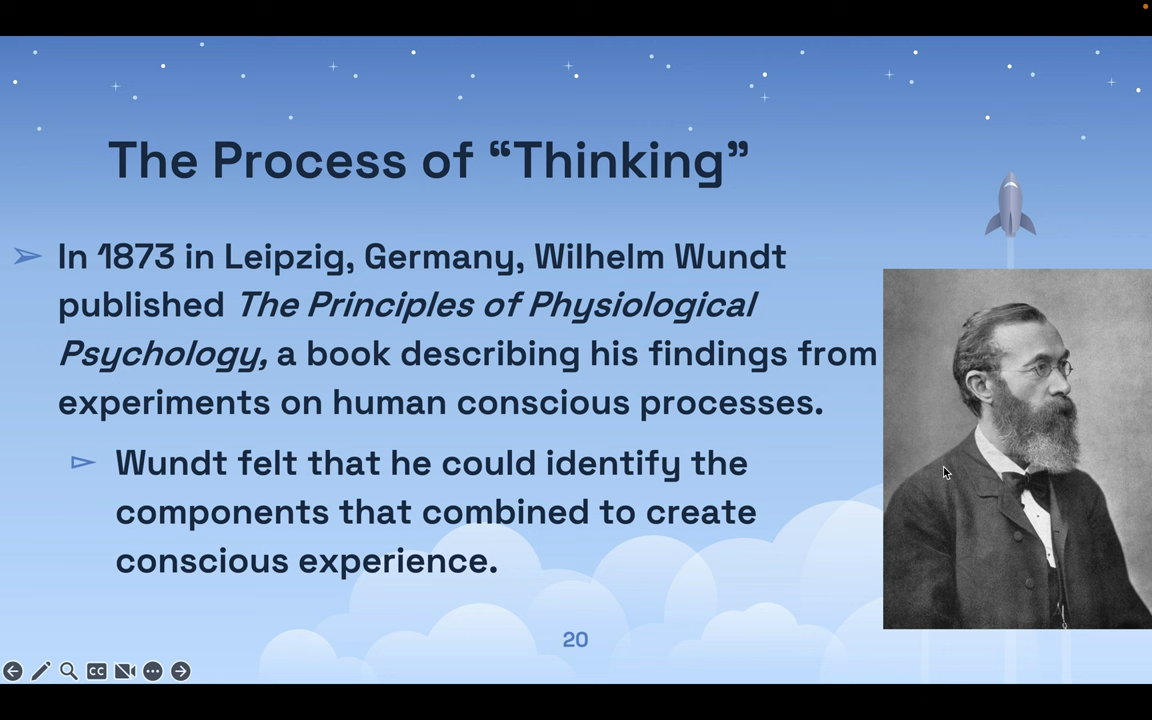 The Process of “Thinking”
In 1873 in Leipzig, Germany, Wilhelm Wundt
published The Principles of Physiological
Psychology, a book describing his findings from
experiments on human conscious processes.
Wundt felt that he could identify the
components that combined to create
conscious experience.
20
CC